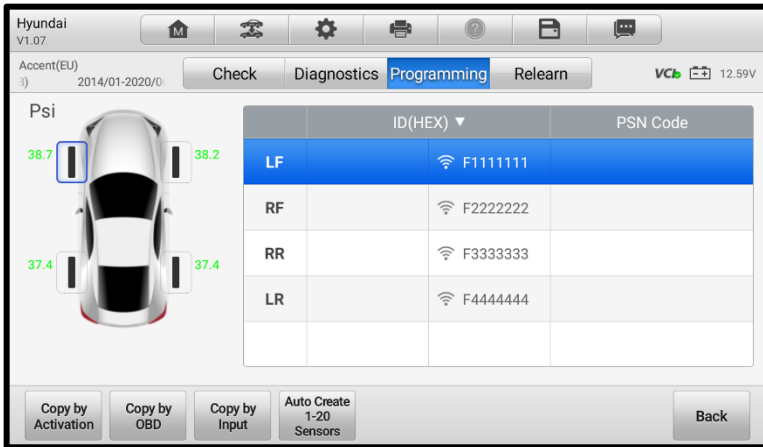 Hyundai
V1.07.
M
?
Accent(EU)
3) 2014/01-2020/0
Check Diagnostics Programming Relearn
VCI 12.59V
Psi
ID(HEX) ▼ PSN Code
38.7 38.2
LF F1111111
RF F2222222
RR F3333333
37.4 37.4
LR F4444444
Copy by
Activation
Copy by
OBD
Copy by
Input
Auto Create
1-20
Sensors
Back